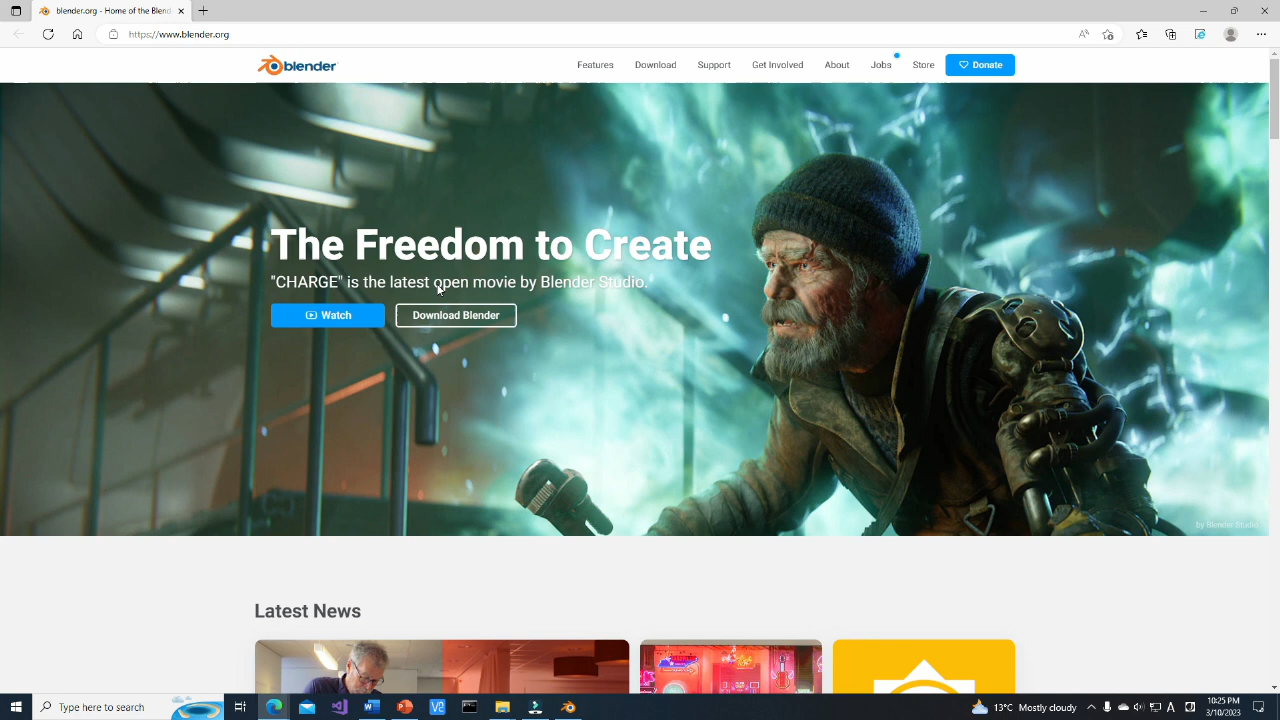 blender.org - Home of the Blend
https://www.blender.org
blender
Features
Download
Support
Get Involved
About
Jobs
Store
Donate
The Freedom to Create
"CHARGE" is the latest open movie by Blender Studio."
Watch
Download Blender
by Blender Studio
Latest News
Type here to search
13°C Mostly cloudy
10:25 PM
3/10/2023